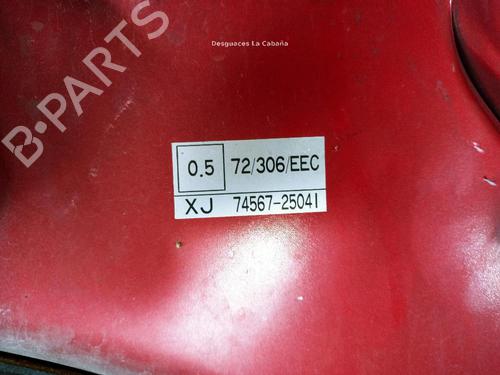 Desguaces La Cabaña
B-PARTS
0.5 72/306/EEC
XJ 74567-25041